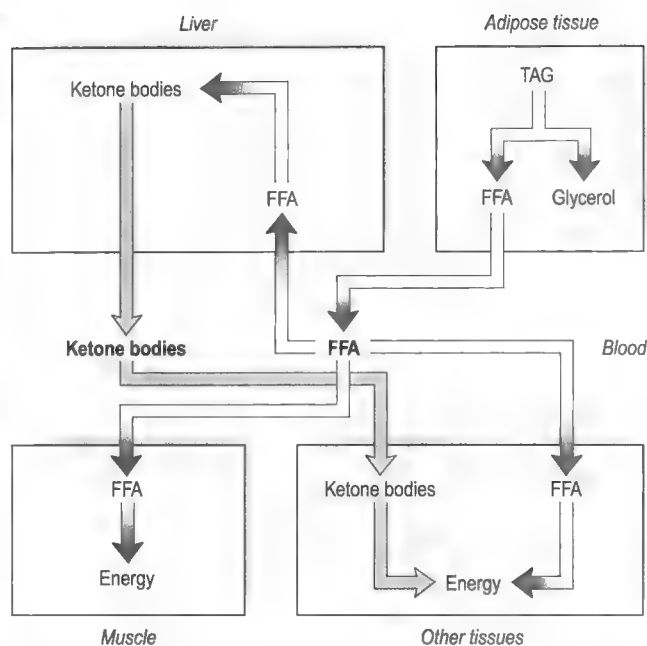 Liver
Adipose tissue
Ketone bodies
TAG
FFA
FFA
Glycerol
Ketone bodies
FFA
Blood
FFA
Ketone bodies
FFA
Energy
Energy
Muscle
Other tissues